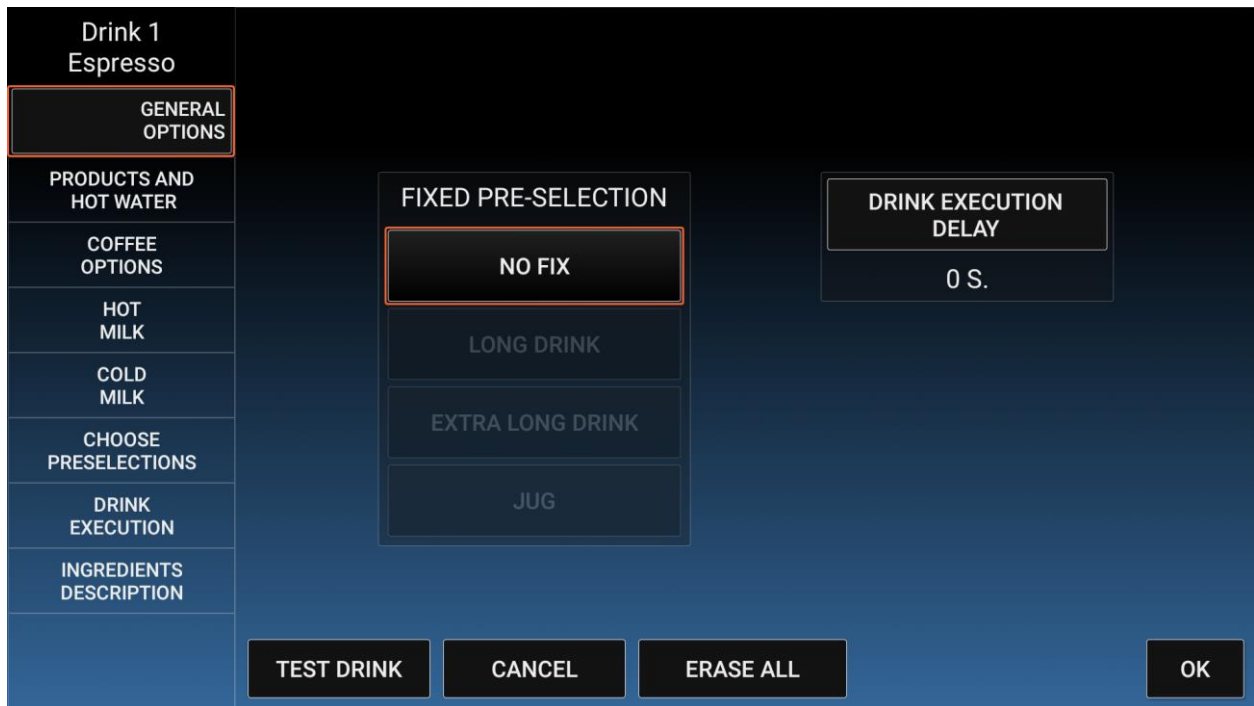 Drink 1
Espresso
GENERAL
OPTIONS
PRODUCTS AND
HOT WATER
COFFEE
OPTIONS
HOT
MILK
COLD
MILK
CHOOSE
PRESELECTIONS
DRINK
EXECUTION
INGREDIENTS
DESCRIPTION
FIXED PRE-SELECTION
NO FIX
LONG DRINK
EXTRA LONG DRINK
JUG
DRINK EXECUTION
DELAY
0 S.
TEST DRINK
CANCEL
ERASE ALL
OK